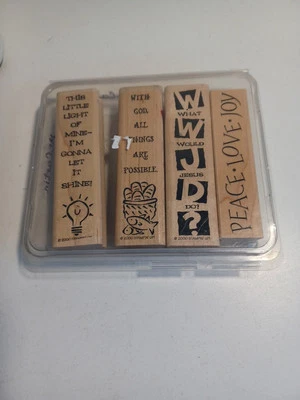 THIS
LITTLE
LIGHT
OF
MINE~
I'M
GONNA
LET
IT
SHINE!
WITH
GOD,
ALL
THINGS
ARE
POSSIBLE.
W
WHAT
W
WOULD
J
JESUS
D
DO?
?
PEACE·LOVE·JOY